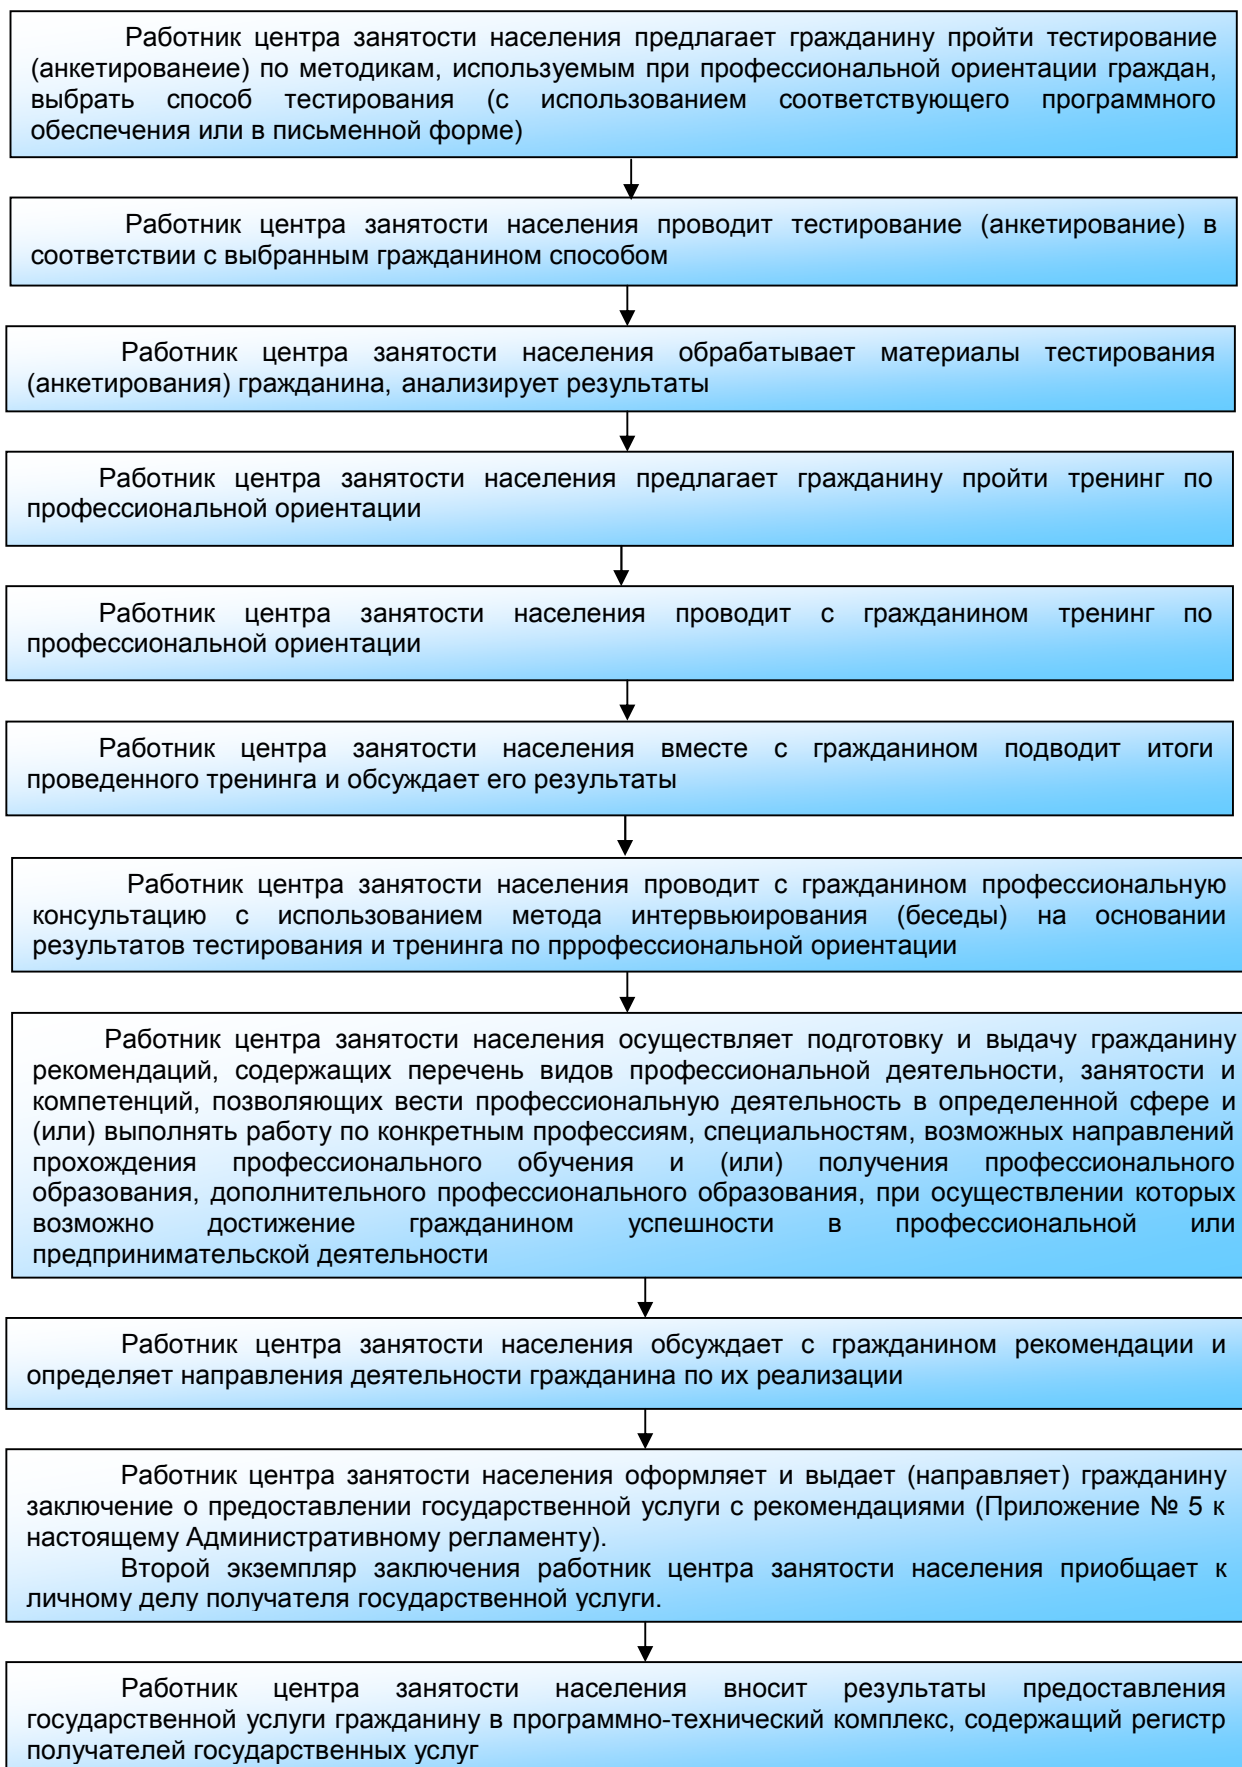 Работник центра занятости населения предлагает гражданину пройти тестирование
(анкетированеие) по методикам, используемым при профессиональной ориентации граждан,
выбрать способ тестирования (с использованием соответствующего программного
обеспечения или в письменной форме)
Работник центра занятости населения проводит тестирование (анкетирование) в
соответствии с выбранным гражданином способом
Работник центра занятости населения обрабатывает материалы тестирования
(анкетирования) гражданина, анализирует результаты
Работник центра занятости населения предлагает гражданину пройти тренинг по
профессиональной ориентации
Работник центра занятости населения проводит с гражданином тренинг по
профессиональной ориентации
Работник центра занятости населения вместе с гражданином подводит итоги
проведенного тренинга и обсуждает его результаты
Работник центра занятости населения проводит с гражданином профессиональную
консультацию с использованием метода интервьюирования (беседы) на основании
результатов тестирования и тренинга по пррофессиональной ориентации
Работник центра занятости населения осуществляет подготовку и выдачу гражданину
рекомендаций, содержащих перечень видов профессиональной деятельности, занятости и
компетенций, позволяющих вести профессиональную деятельность в определенной сфере и
(или) выполнять работу по конкретным профессиям, специальностям, возможных направлений
прохождения профессионального обучения и (или) получения профессионального
образования, дополнительного профессионального образования, при осуществлении которых
возможно достижение гражданином успешности в профессиональной или
предпринимательской деятельности
Работник центра занятости населения обсуждает с гражданином рекомендации и
определяет направления деятельности гражданина по их реализации
Работник центра занятости населения оформляет и выдает (направляет) гражданину
заключение о предоставлении государственной услуги с рекомендациями (Приложение № 5 к
настоящему Административному регламенту).
Второй экземпляр заключения работник центра занятости населения приобщает к
личному делу получателя государственной услуги.
Работник центра занятости населения вносит результаты предоставления
государственной услуги гражданину в программно-технический комплекс, содержащий регистр
получателей государственных услуг